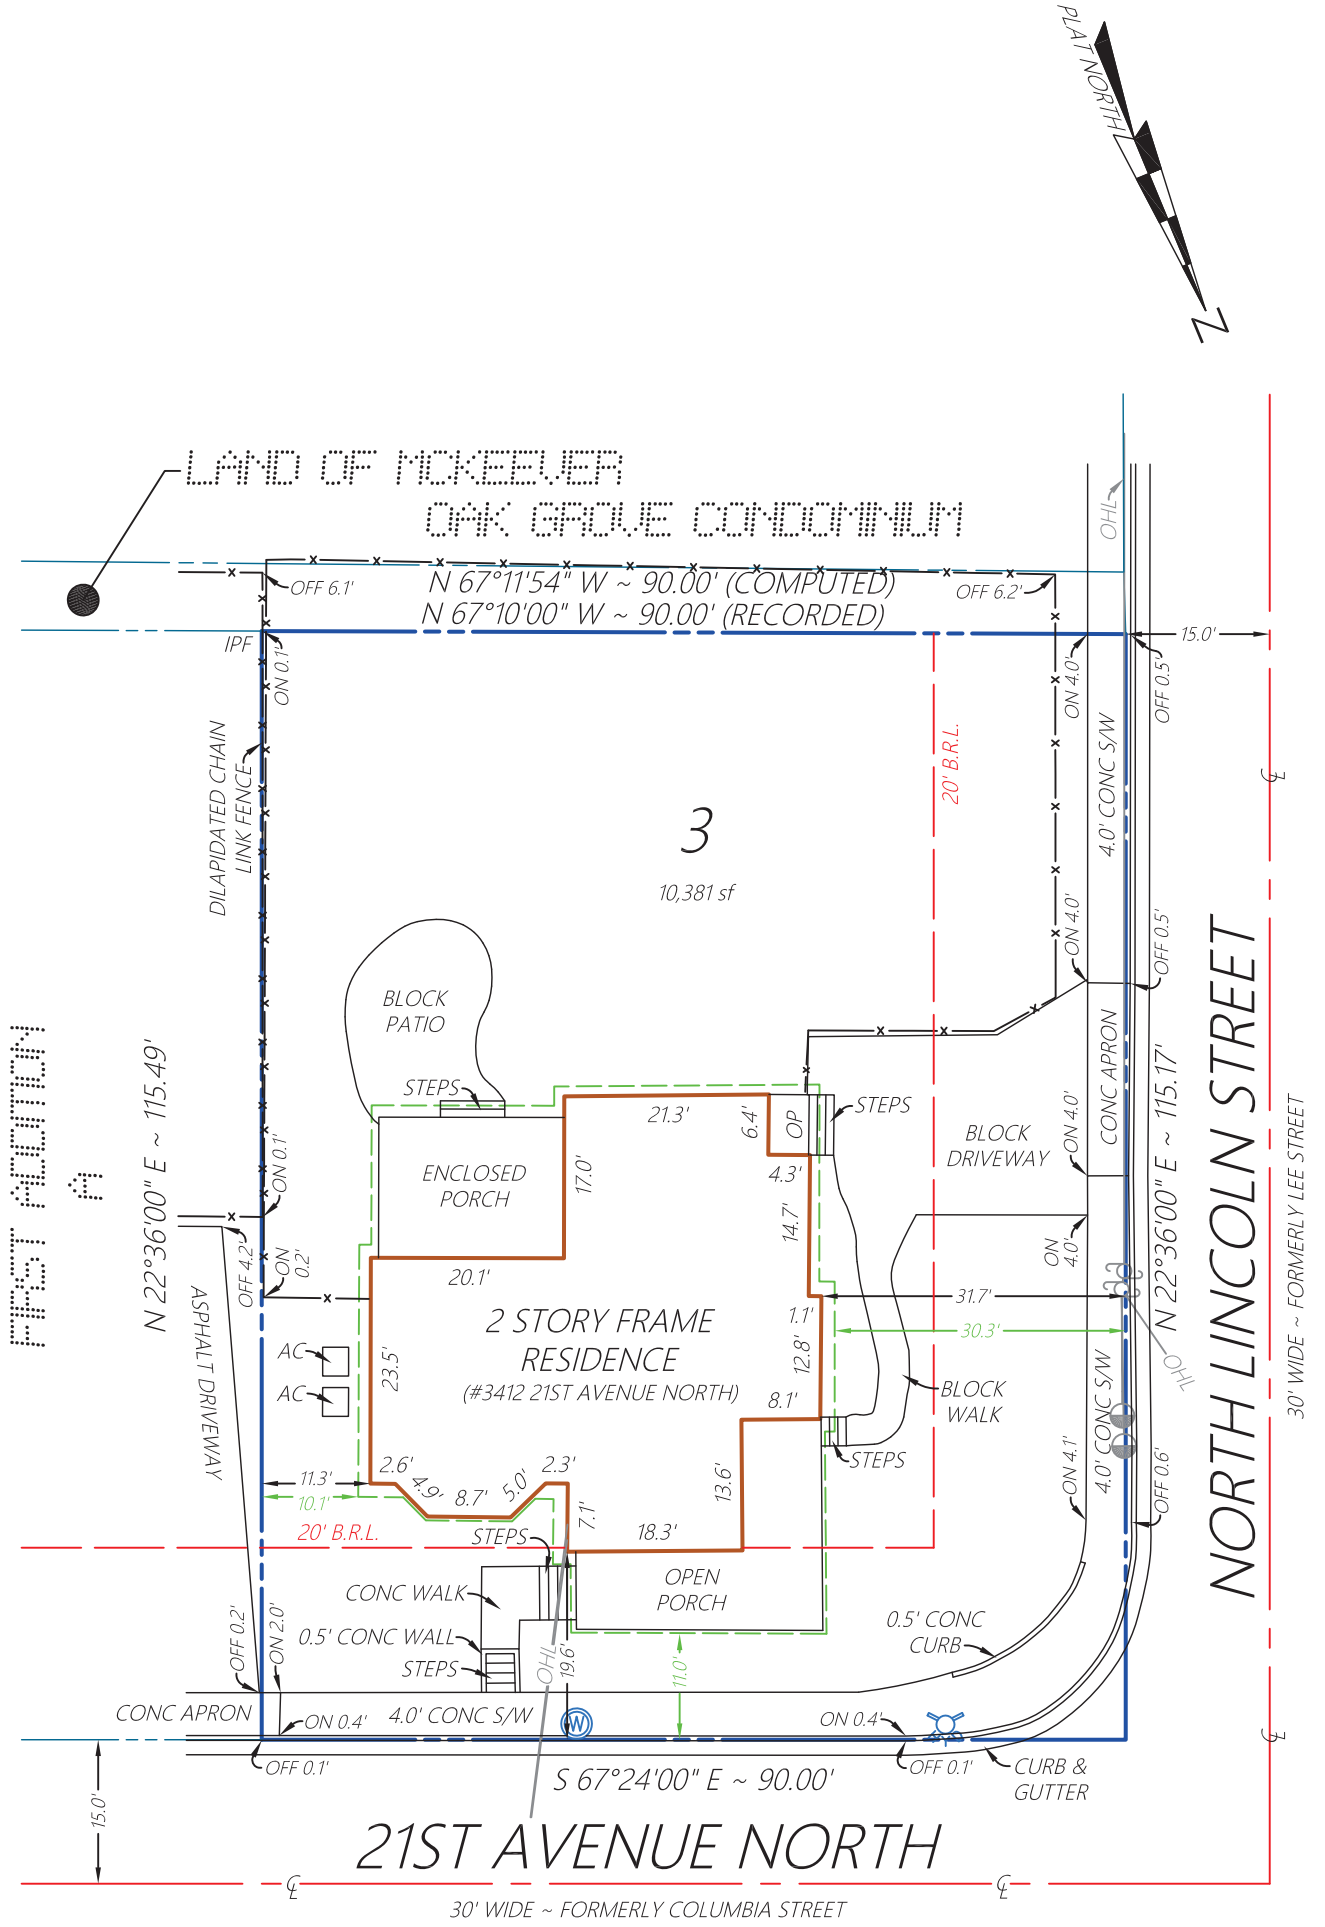 PLAT NORTH
N
LAND OF MCKEEVER
OAK GROVE CONDOMINIUM
OHL
OFF 6.1'
N 67°11'54" W ~ 90.00' (COMPUTED)
N 67°10'00" W ~ 90.00' (RECORDED)
OFF 6.2'
IPF
ON 0.1'
ON 4.0'
OFF 0.5'
15.0'
DILAPIDATED CHAIN
LINK FENCE
20' B.R.L.
4.0' CONC S/W
℄
3
10,381 sf
ON 4.0'
OFF 0.5'
BLOCK
PATIO
STEPS
FIRST ADDITION
A
N 22°36'00" E ~ 115.49'
ON 0.1'
OFF 4.2'
ON
0.2'
ASPHALT DRIVEWAY
ENCLOSED
PORCH
21.3'
6.4'
OP
STEPS
17.0'
4.3'
14.7'
20.1'
BLOCK
DRIVEWAY
ON 4.0'
CONC APRON
ON
4.0'
N 22°36'00" E ~ 115.17'
NORTH LINCOLN STREET
30' WIDE ~ FORMERLY LEE STREET
2 STORY FRAME
RESIDENCE
(#3412 21ST AVENUE NORTH)
1.1'
12.8'
8.1'
31.7'
30.3'
OHL
AC
AC
23.5'
BLOCK
WALK
STEPS
4.0' CONC S/W
ON 4.1'
OFF 0.6'
11.3'
10.1'
2.6'
4.9'
8.7'
5.0'
2.3'
7.1'
13.6'
18.3'
20' B.R.L.
STEPS
CONC WALK
OPEN
PORCH
0.5' CONC WALL
STEPS
OHL
19.6'
11.0'
0.5' CONC
CURB
OFF 0.2'
ON 2.0'
CONC APRON
ON 0.4'
4.0' CONC S/W
W
ON 0.4'
℄
OFF 0.1'
OFF 0.1'
CURB &
GUTTER
S 67°24'00" E ~ 90.00'
15.0'
21ST AVENUE NORTH
℄
℄
30' WIDE ~ FORMERLY COLUMBIA STREET